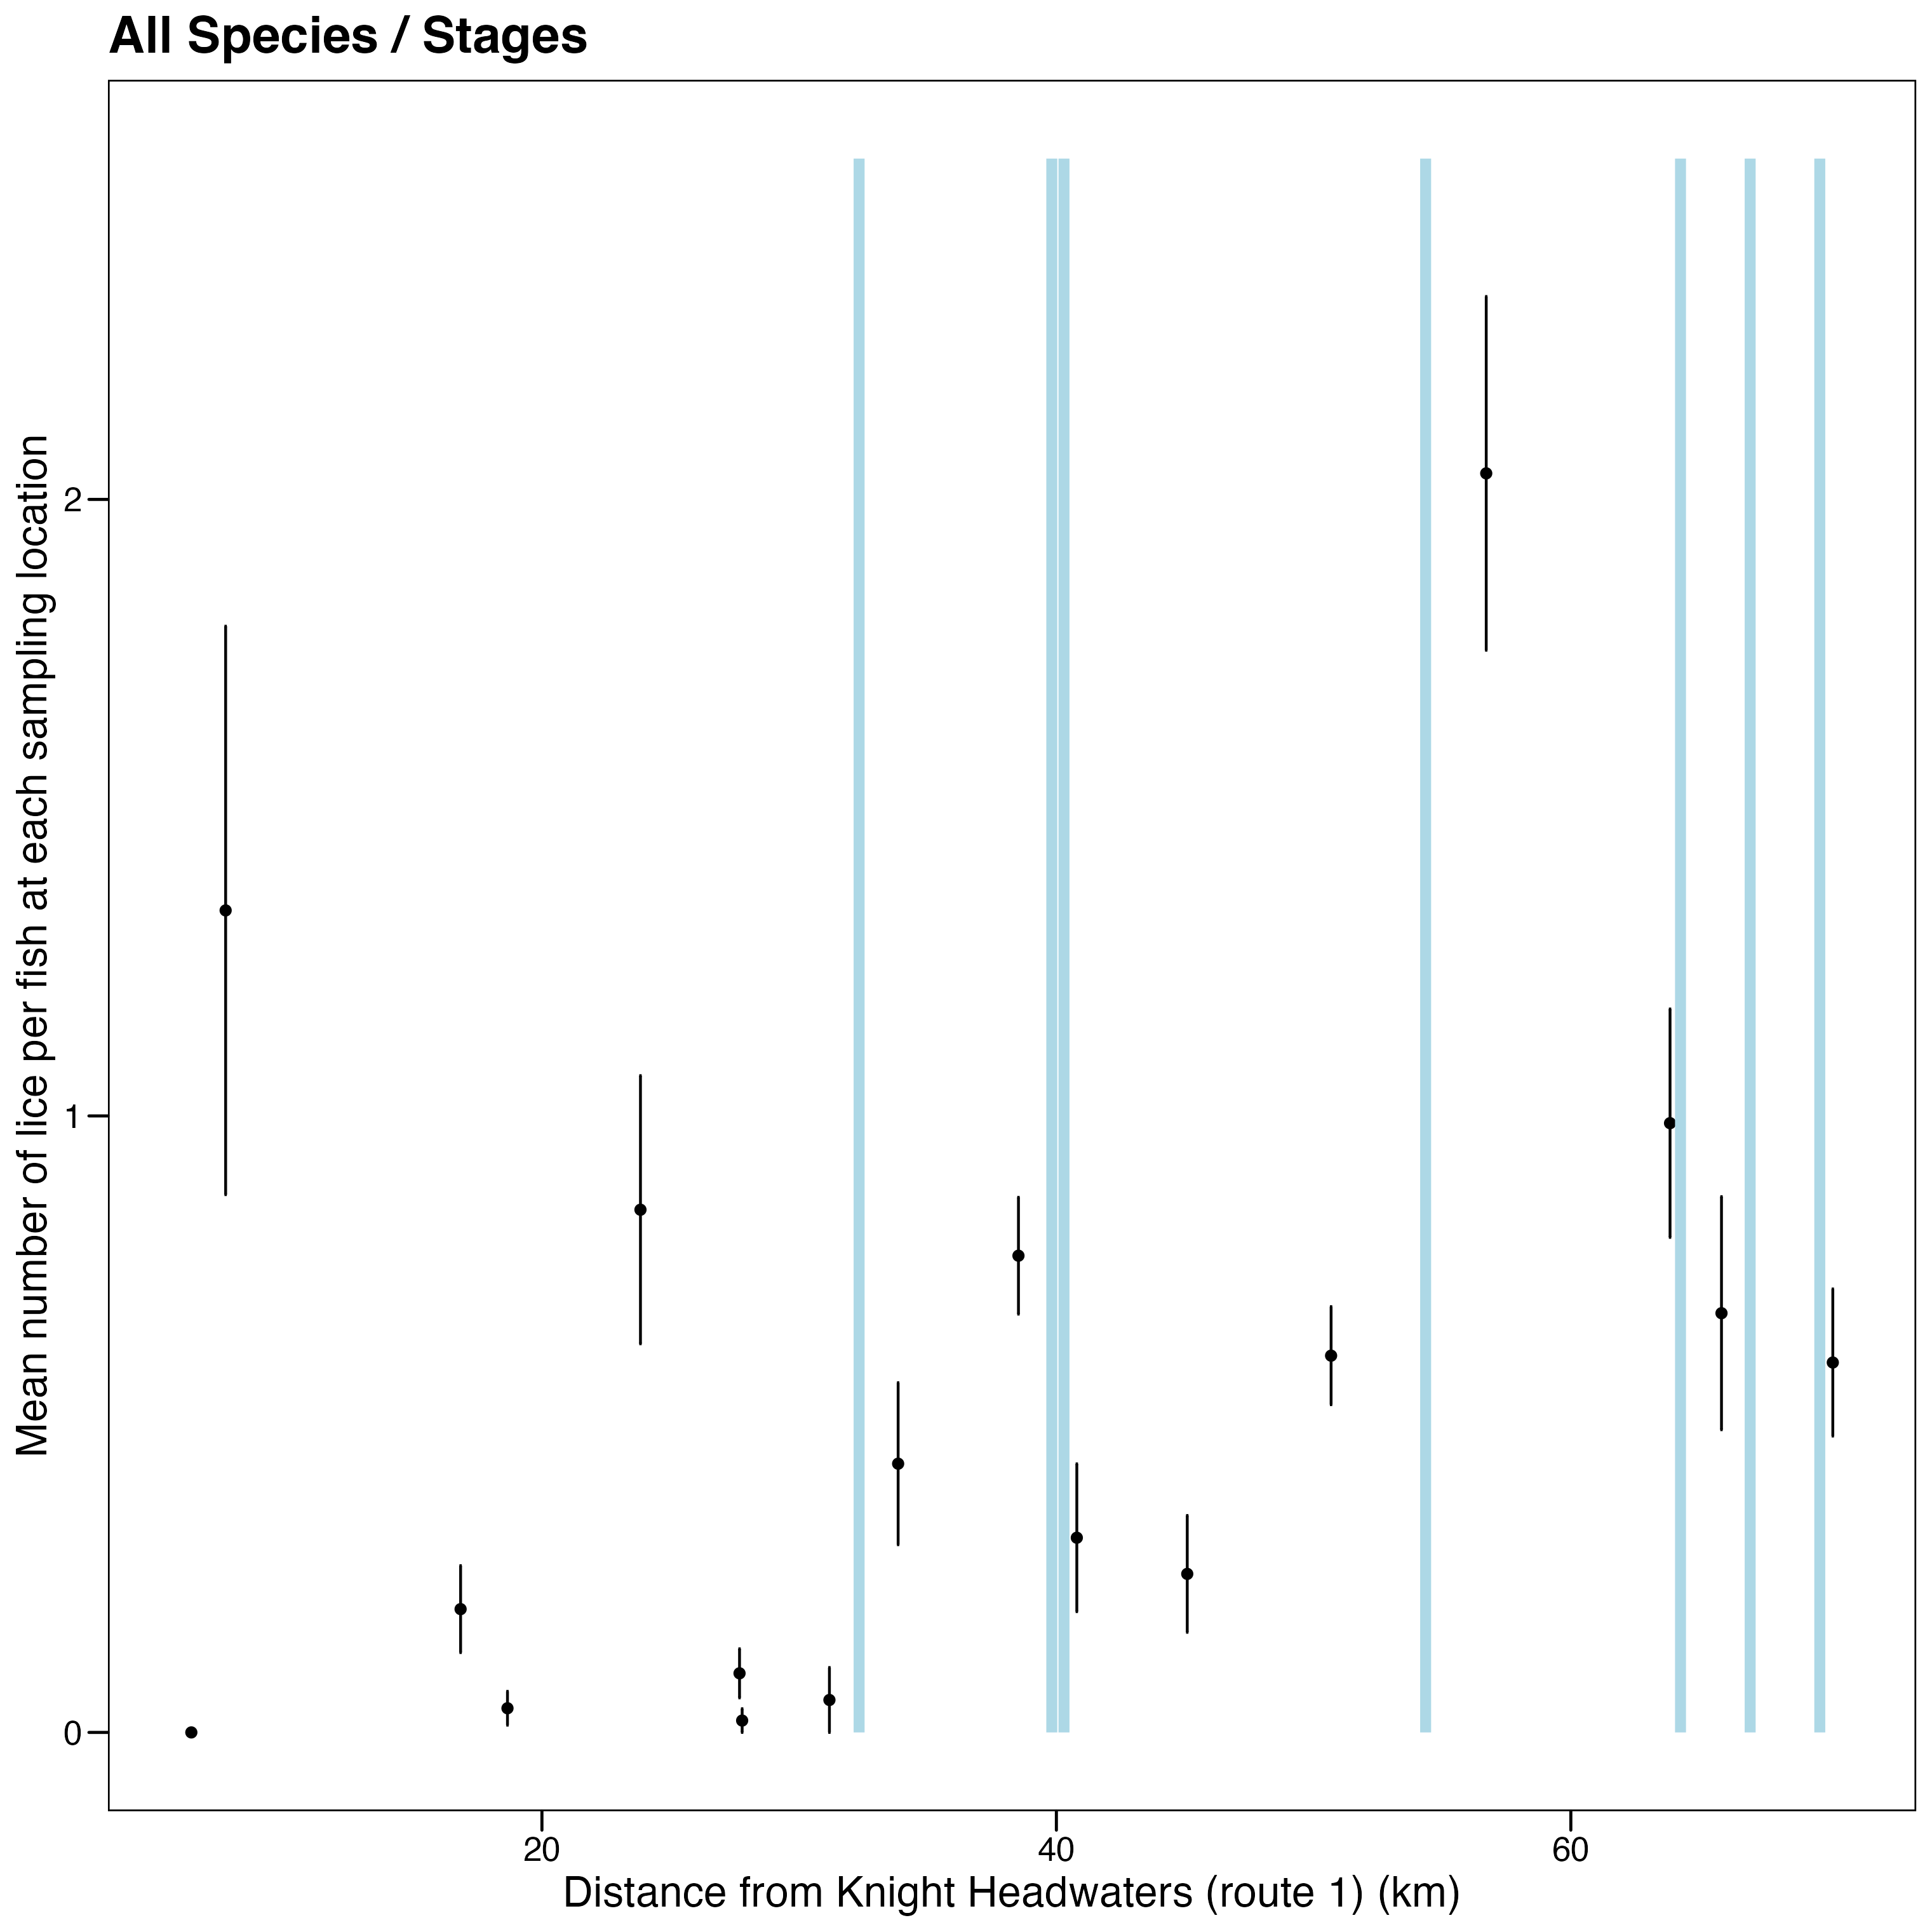 All Species / Stages
Mean number of lice per fish at each sampling location
2
1
0
20
40
60
Distance from Knight Headwaters (route 1) (km)